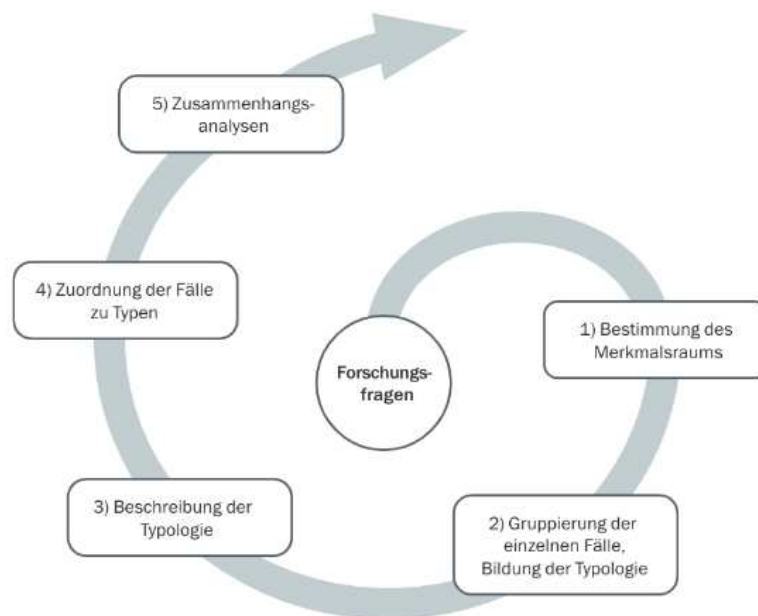 5) Zusammenhangs-
analysen
4) Zuordnung der Fälle
zu Typen
Forschungs-
fragen
1) Bestimmung des
Merkmalsraums
3) Beschreibung der
Typologie
2) Gruppierung der
einzelnen Fälle,
Bildung der Typologie